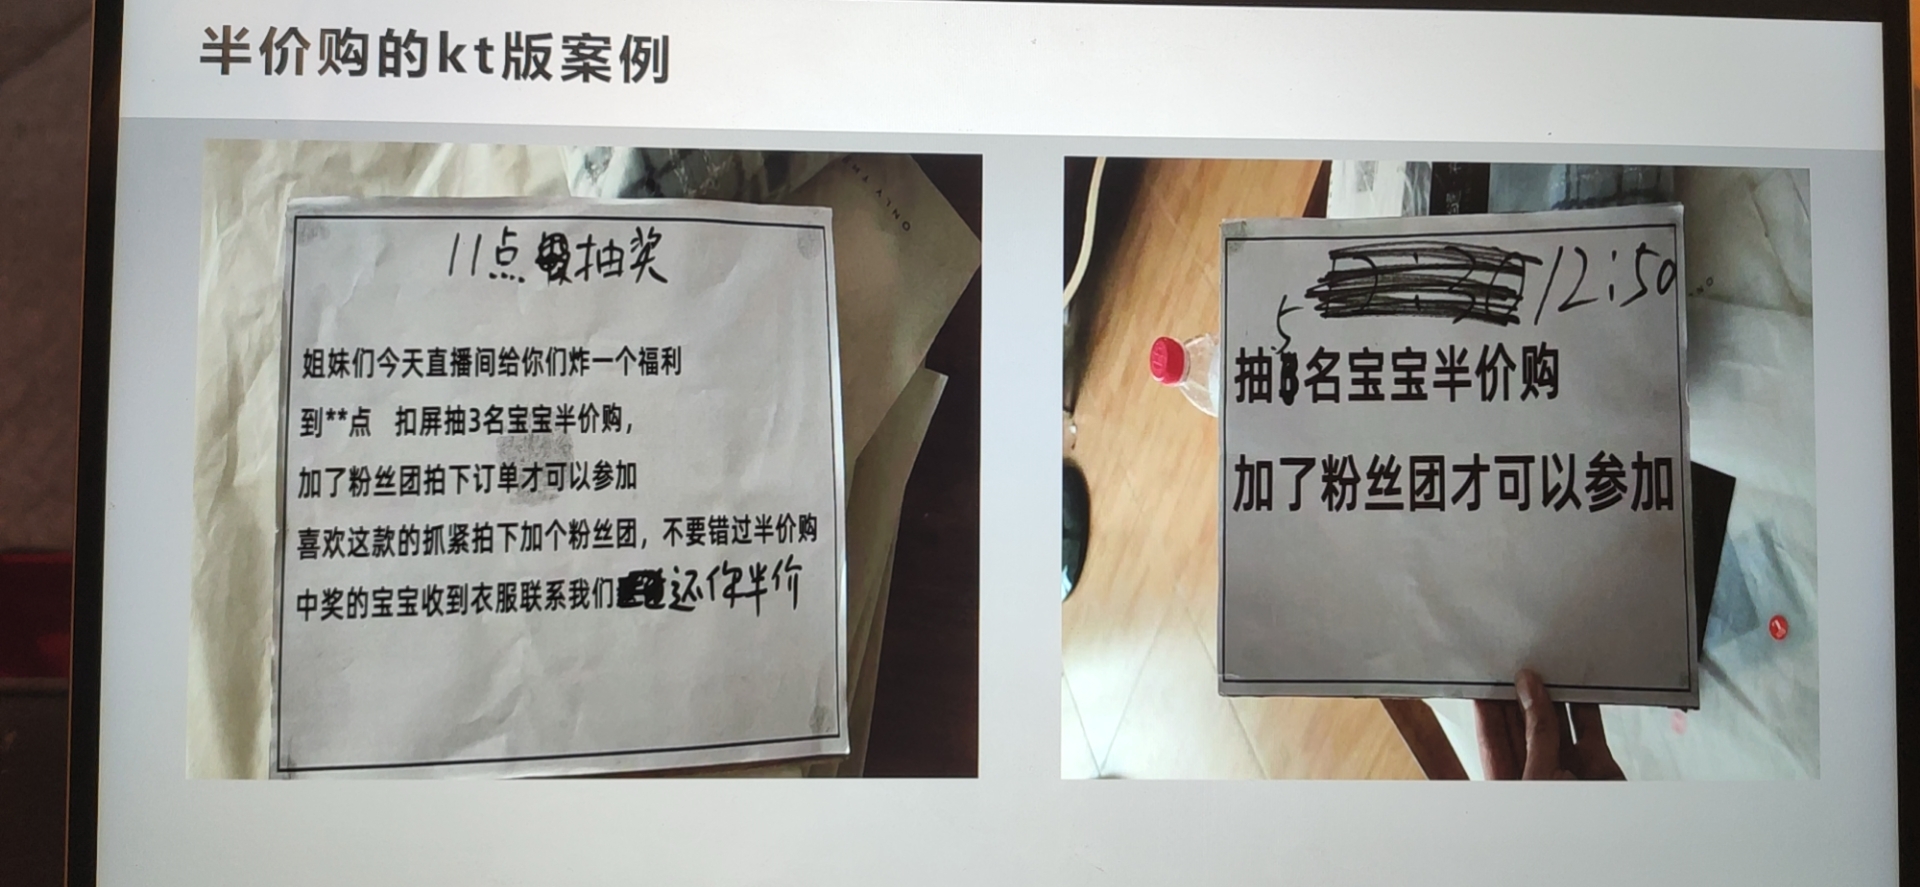 半价购的kt版案例
11点抽奖
姐妹们今天直播间给你们炸一个福利
到**点 扣屏抽3名宝宝半价购，
加了粉丝团拍下订单才可以参加
喜欢这款的抓紧拍下加个粉丝团，不要错过半价购
中奖的宝宝收到衣服联系我们还你半价
12:50
5
抽名宝宝半价购
加了粉丝团才可以参加